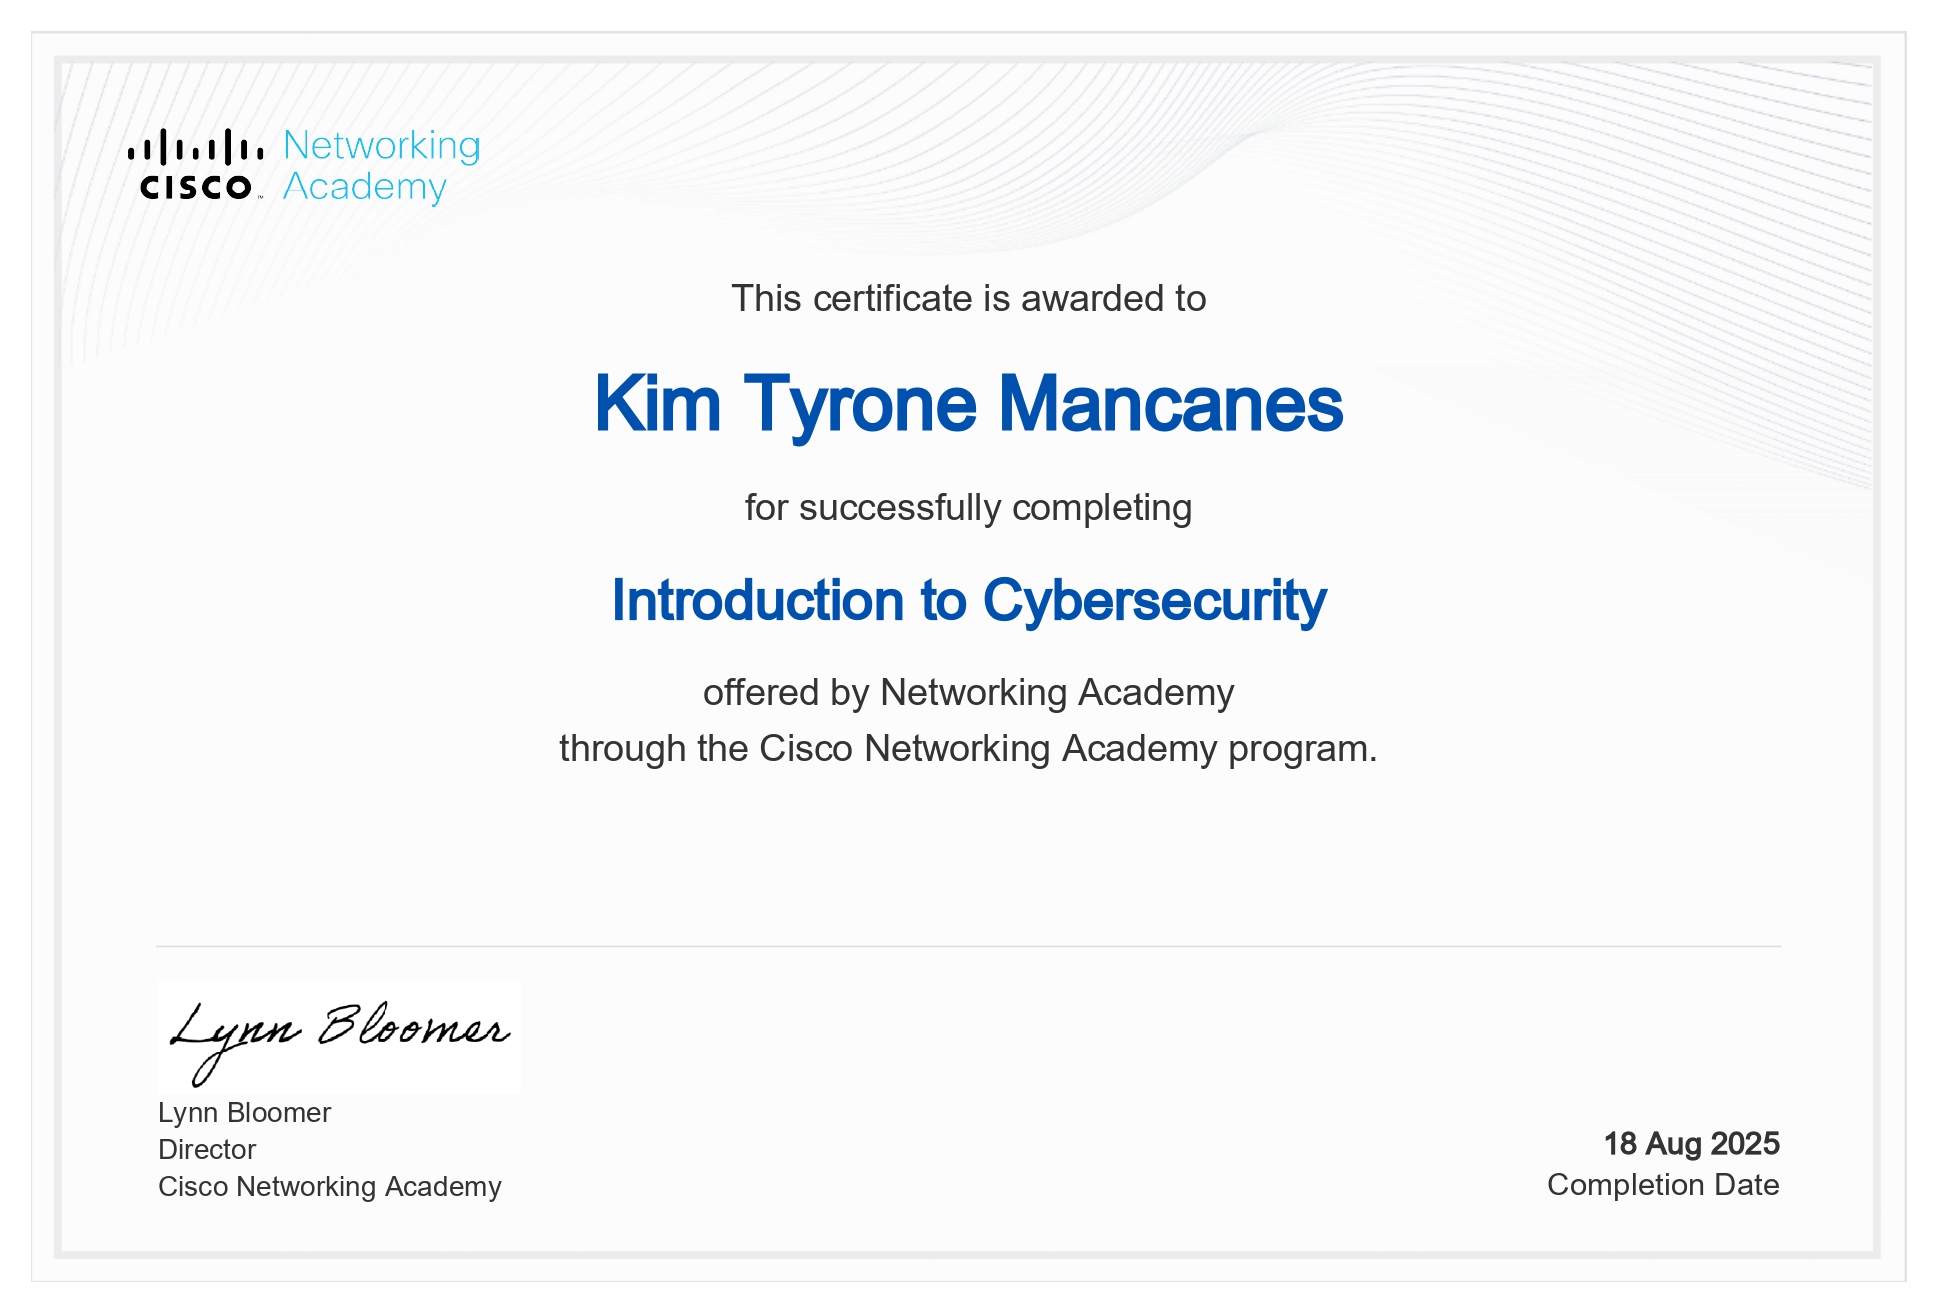 Networking
CISCO™ Academy
This certificate is awarded to
Kim Tyrone Mancanes
for successfully completing
Introduction to Cybersecurity
offered by Networking Academy
through the Cisco Networking Academy program.
Lynn Bloomer
Lynn Bloomer
Director
Cisco Networking Academy
18 Aug 2025
Completion Date